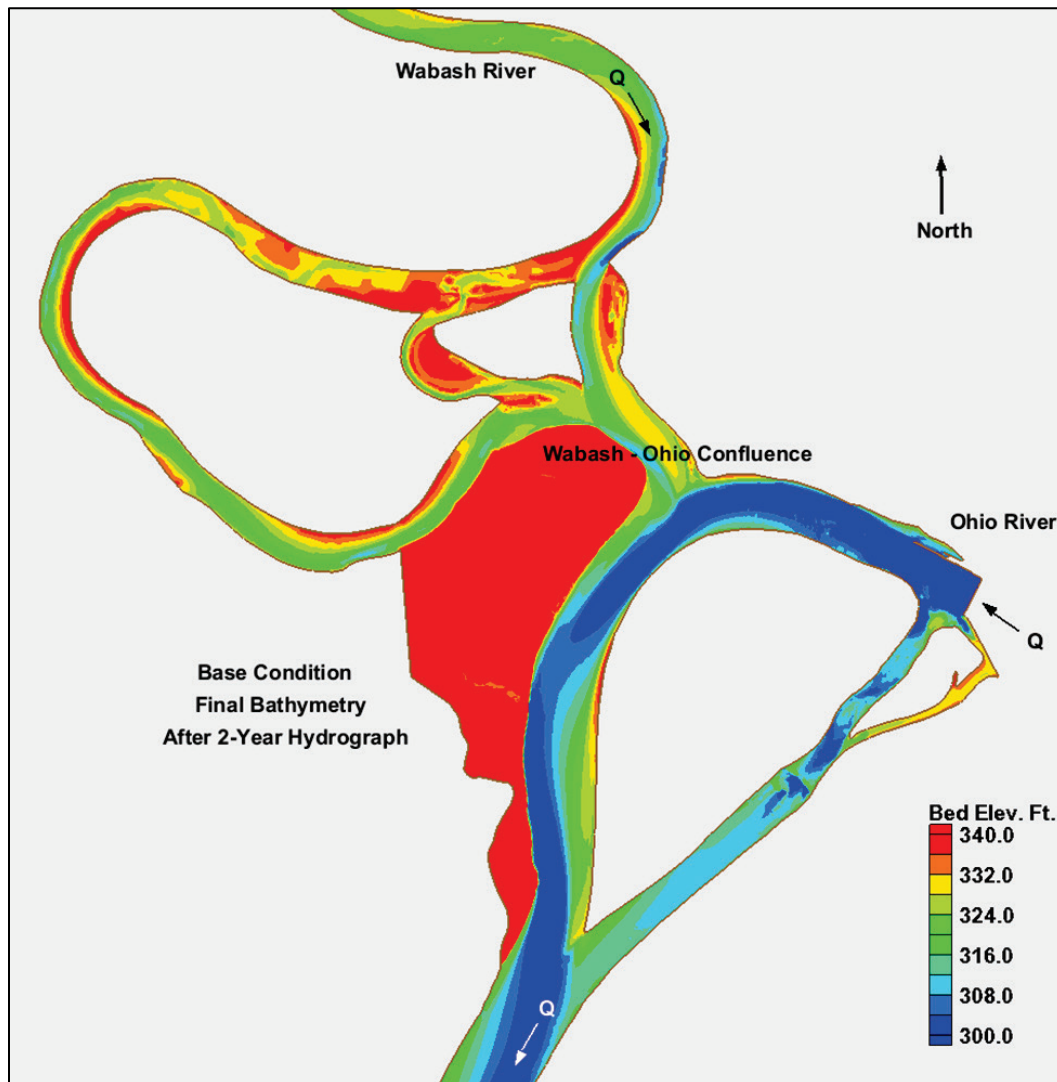 Wabash River
Q
North
Wabash - Ohio Confluence
Ohio River
Q
Base Condition
Final Bathymetry
After 2-Year Hydrograph
Bed Elev. Ft.
340.0
332.0
324.0
316.0
308.0
300.0
Q